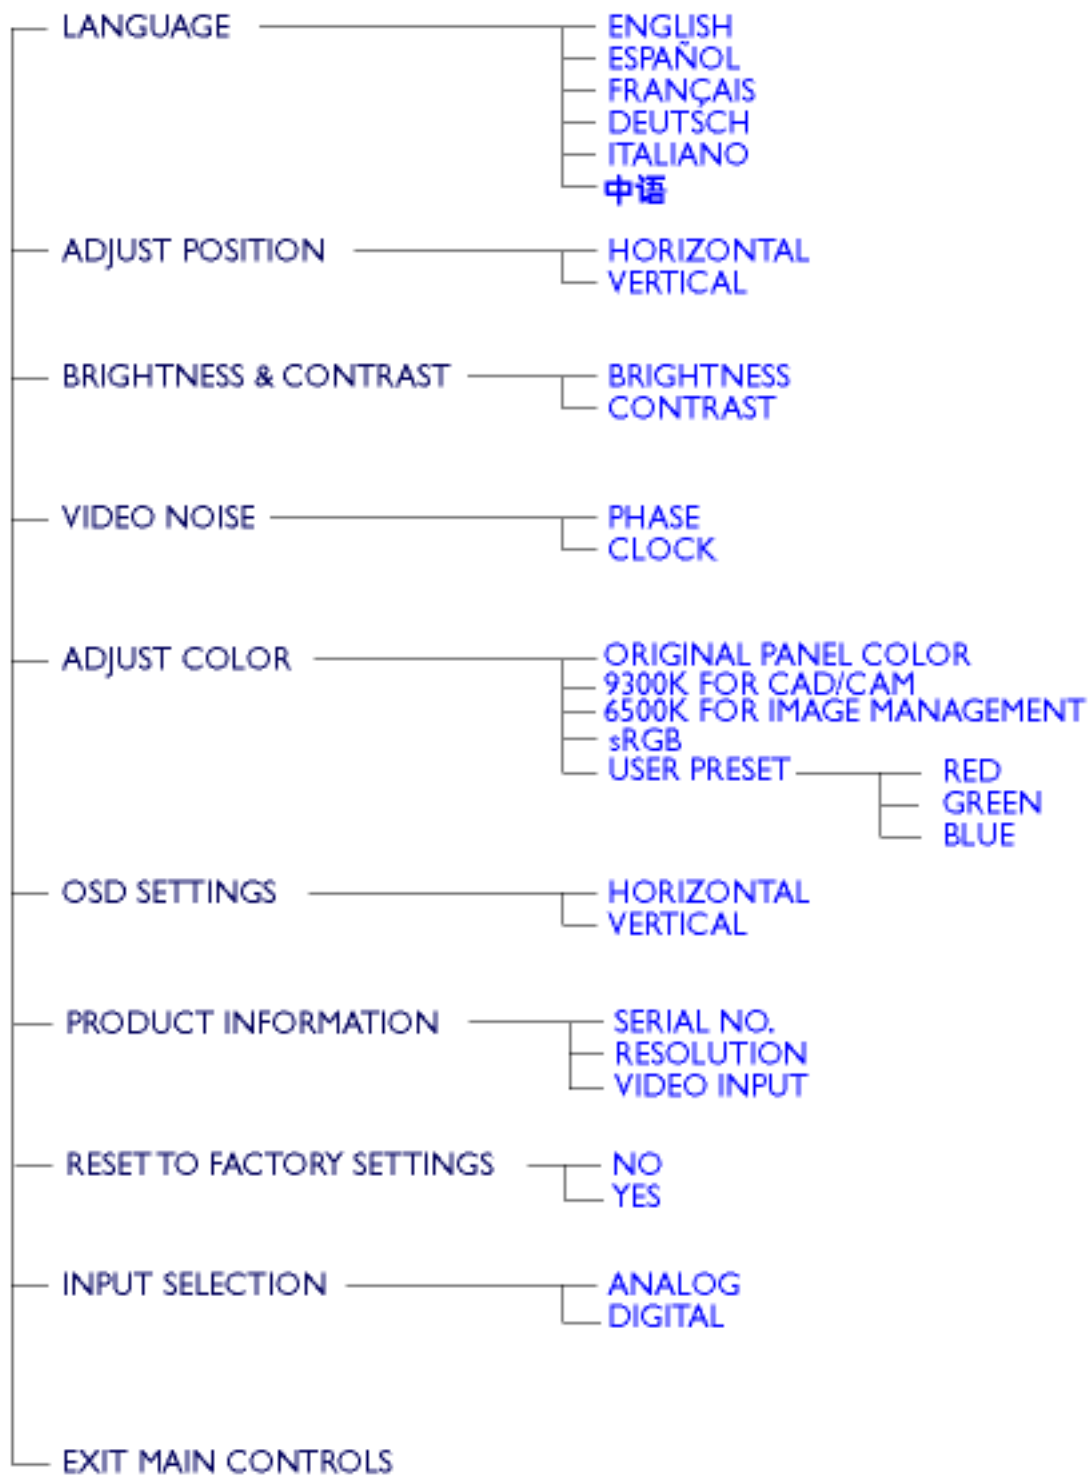 LANGUAGE
ENGLISH
ESPAÑOL
FRANÇAIS
DEUTSCH
ITALIANO
中语
ADJUST POSITION
HORIZONTAL
VERTICAL
BRIGHTNESS & CONTRAST
BRIGHTNESS
CONTRAST
VIDEO NOISE
PHASE
CLOCK
ADJUST COLOR
ORIGINAL PANEL COLOR
9300K FOR CAD/CAM
6500K FOR IMAGE MANAGEMENT
sRGB
USER PRESET
RED
GREEN
BLUE
OSD SETTINGS
HORIZONTAL
VERTICAL
PRODUCT INFORMATION
SERIAL NO.
RESOLUTION
VIDEO INPUT
RESET TO FACTORY SETTINGS
NO
YES
INPUT SELECTION
ANALOG
DIGITAL
EXIT MAIN CONTROLS